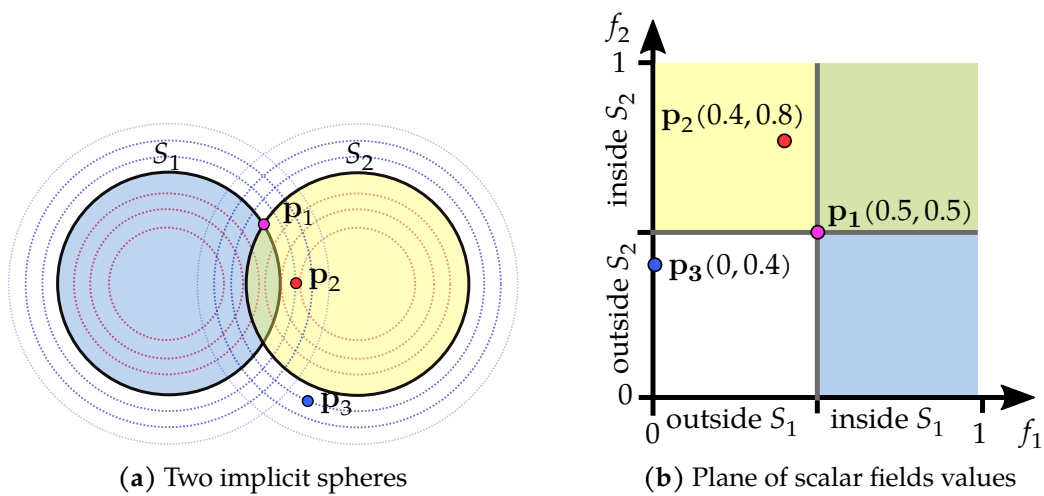 S₁
S₂
p₁
p₂
p₃
(a) Two implicit spheres
f₂
1
inside S₂
outside S₂
p₂(0.4, 0.8)
p₁(0.5, 0.5)
p₃(0, 0.4)
0
0
outside S₁
inside S₁
1
f₁
(b) Plane of scalar fields values